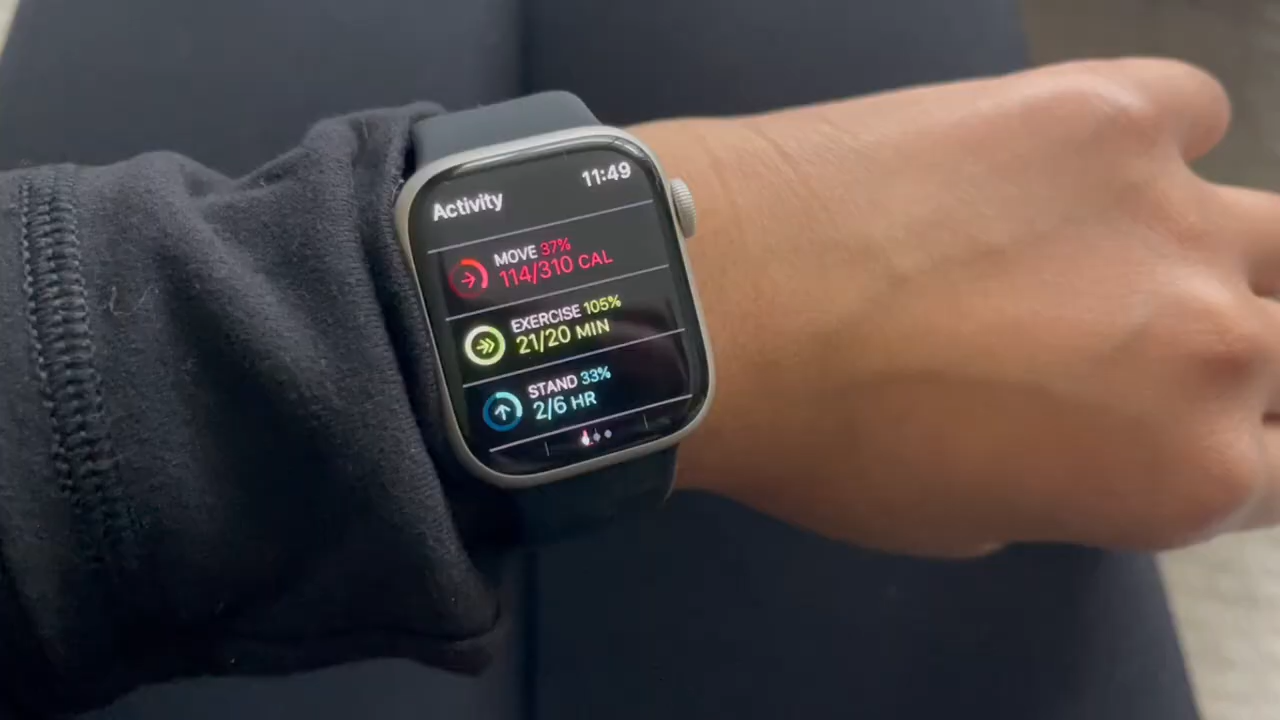 11:49
Activity
MOVE 37%
114/310 CAL
EXERCISE 105%
21/20 MIN
STAND 33%
2/6 HR